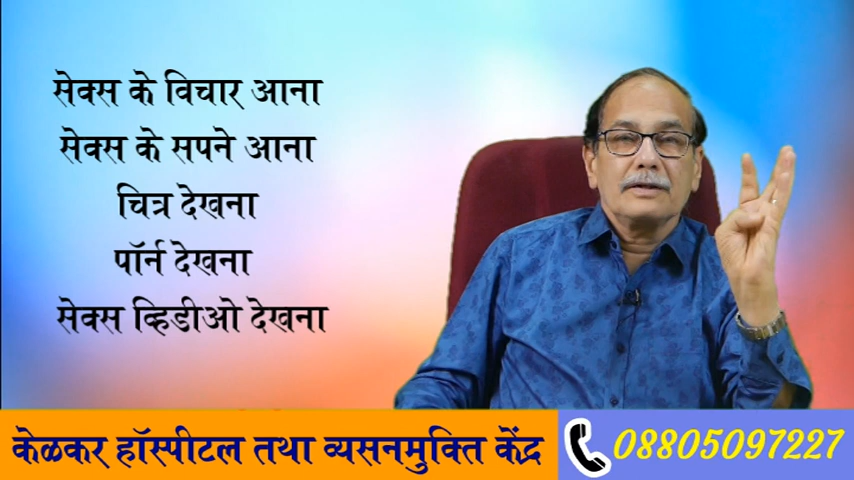 सेक्स के विचार आना
सेक्स के सपने आना
चित्र देखना
पॉर्न देखना
सेक्स व्हिडीओ देखना
केळकर हॉस्पीटल तथा व्यसनमुक्ति केंद्र
08805097227